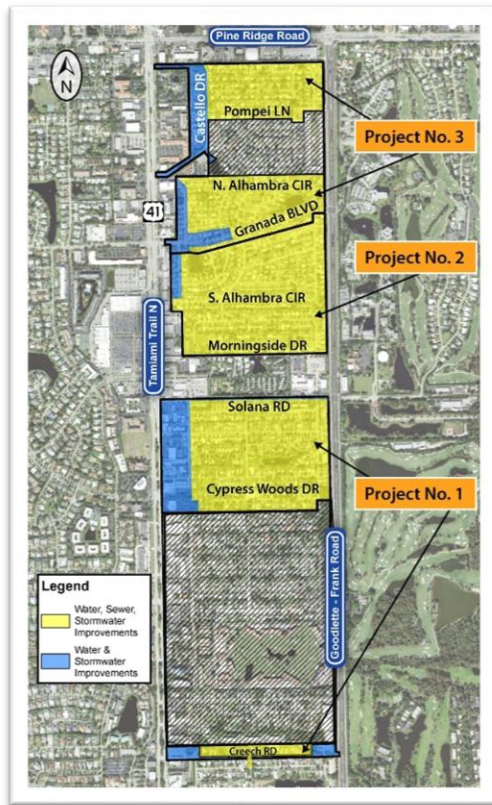 Pine Ridge Road
N
Castello DR
Pompei LN
Project No. 3
N. Alhambra CIR
41
Granada BLVD
Project No. 2
S. Alhambra CIR
Tamiami Trail N
Morningside DR
Solana RD
Cypress Woods DR
Project No. 1
Goodlette - Frank Road
Legend
Water, Sewer,
Stormwater
Improvements
Water &
Stormwater
Improvements
Creech RD